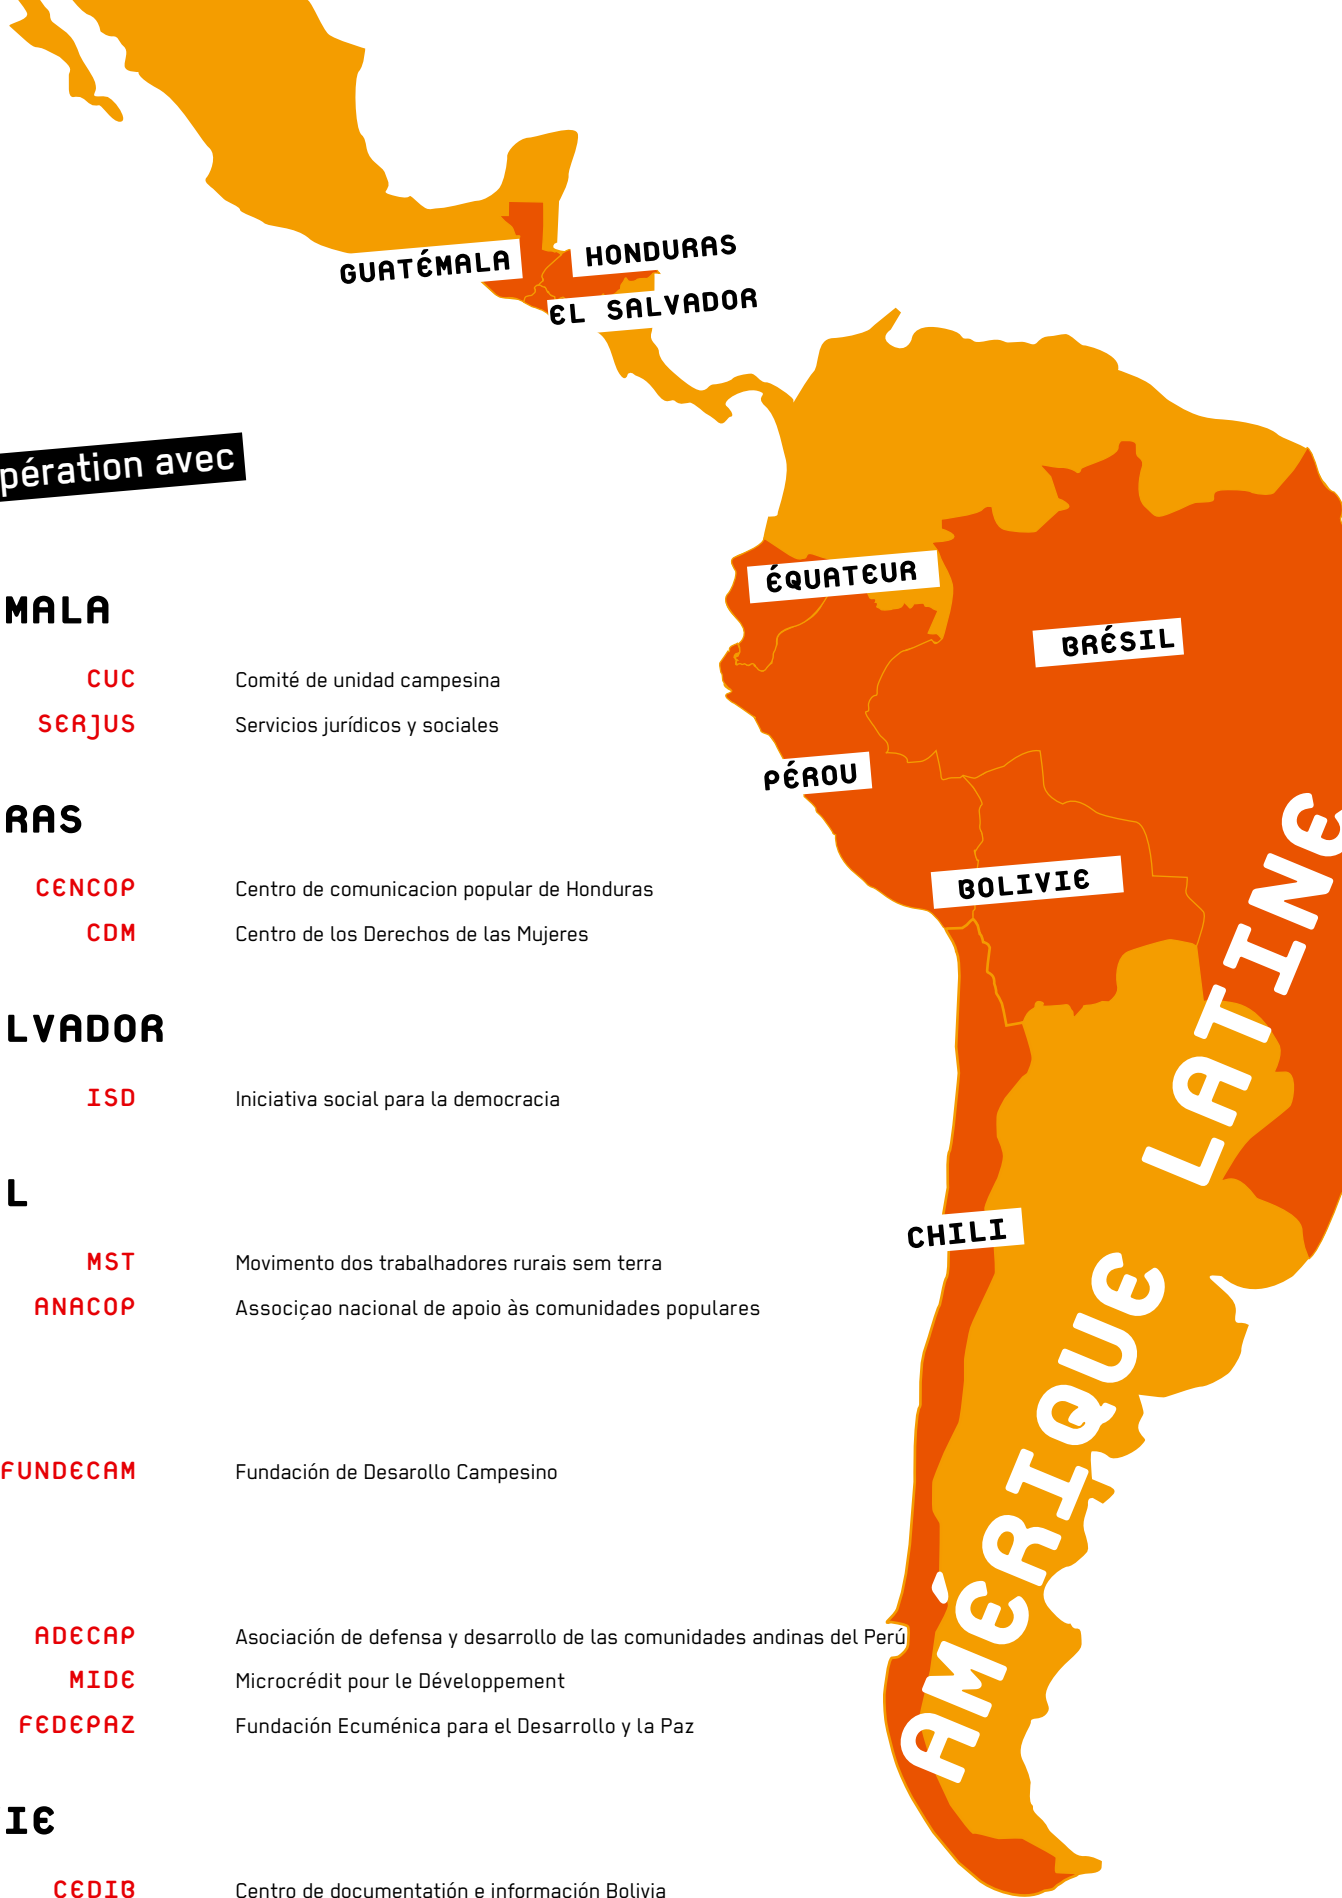 GUATÉMALA
HONDURAS
EL SALVADOR
pération avec
ÉQUATEUR
BRÉSIL
PÉROU
BOLIVIE
CHILI
AMÉRIQUE LATINE
MALA
CUC Comité de unidad campesina
SERJUS Servicios jurídicos y sociales
RAS
CENCOP Centro de comunicacion popular de Honduras
CDM Centro de los Derechos de las Mujeres
LVADOR
ISD Iniciativa social para la democracia
L
MST Movimento dos trabalhadores rurais sem terra
ANACOP Associçao nacional de apoio às comunidades populares
FUNDECAM Fundación de Desarollo Campesino
ADECAP Asociación de defensa y desarrollo de las comunidades andinas del Perú
MIDE Microcrédit pour le Développement
FEDEPAZ Fundación Ecuménica para el Desarrollo y la Paz
IE
CEDIB Centro de documentatión e información Bolivia